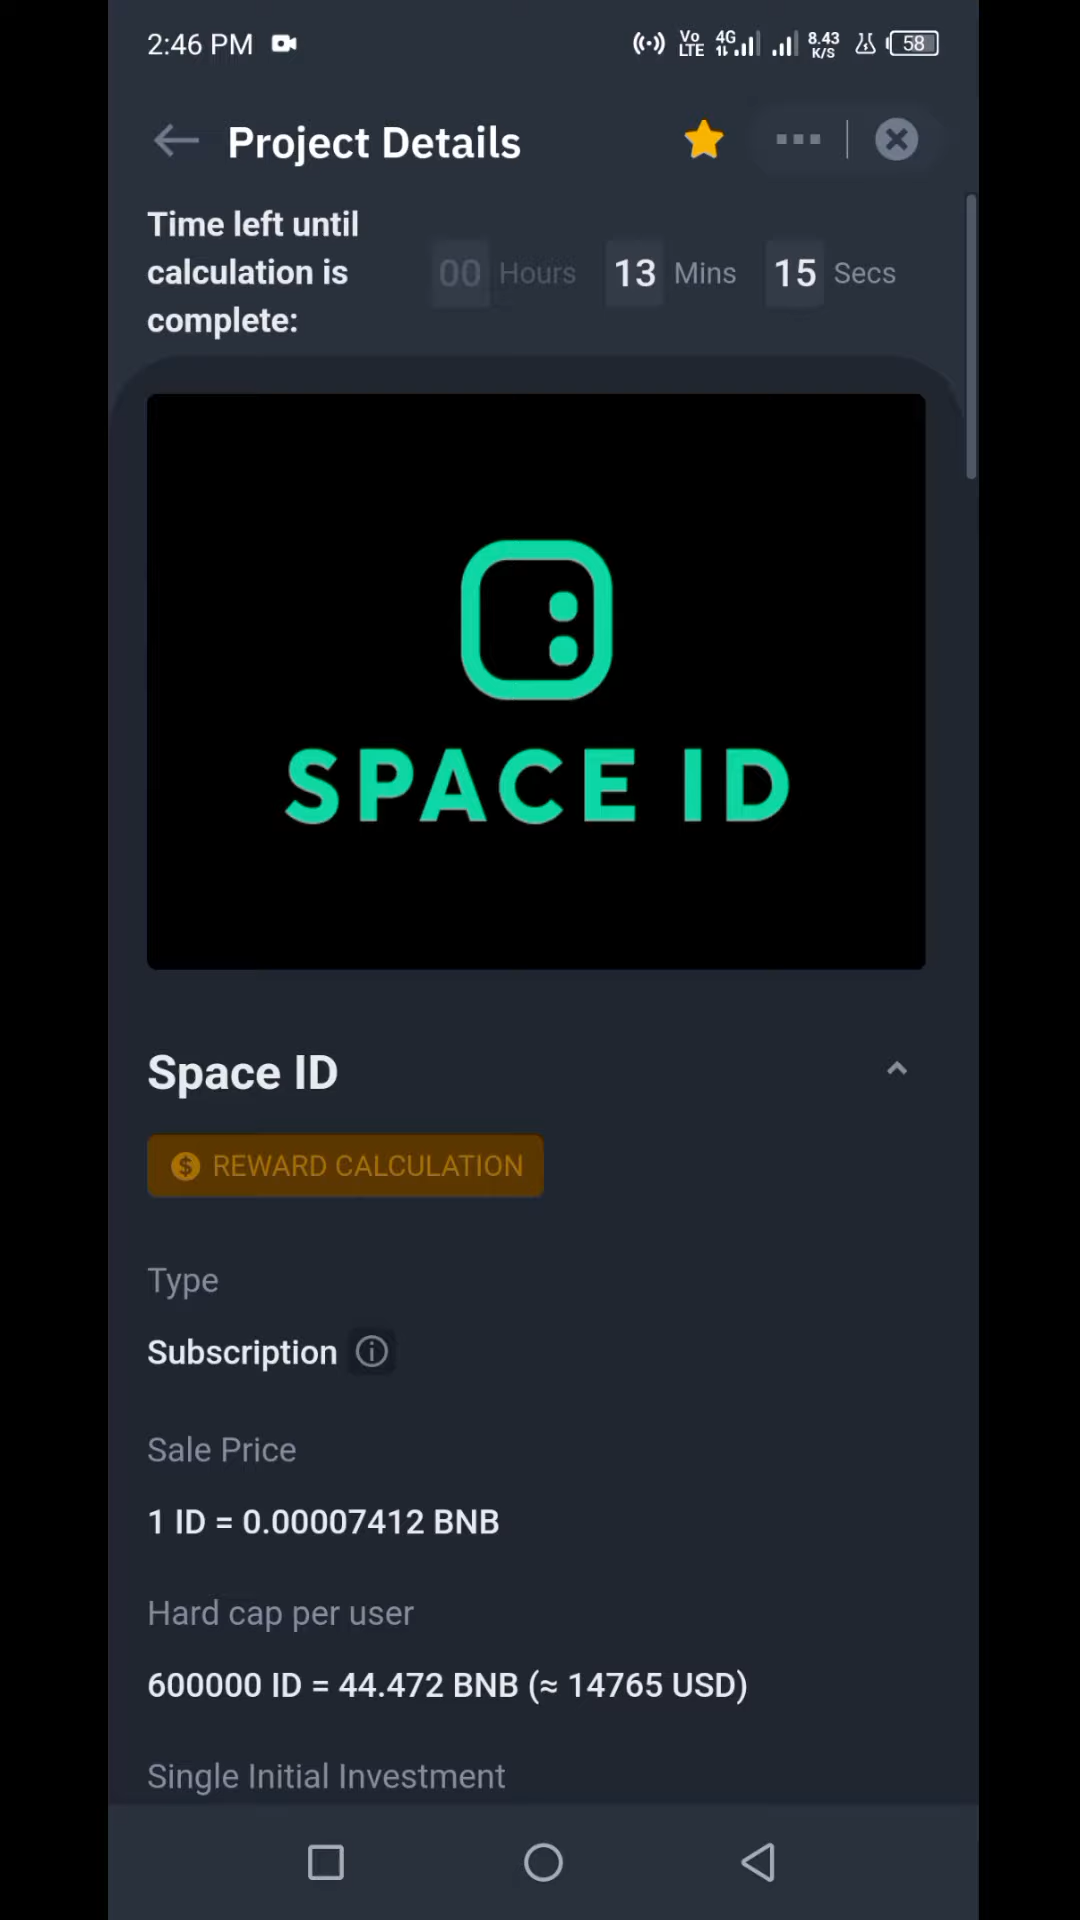 2:46 PM
Vo LTE 4G 8.43 K/S 58
Project Details
Time left until
calculation is
complete:
00 Hours 13 Mins 15 Secs
SPACE ID
Space ID
REWARD CALCULATION
Type
Subscription
Sale Price
1 ID = 0.00007412 BNB
Hard cap per user
600000 ID = 44.472 BNB (≈ 14765 USD)
Single Initial Investment